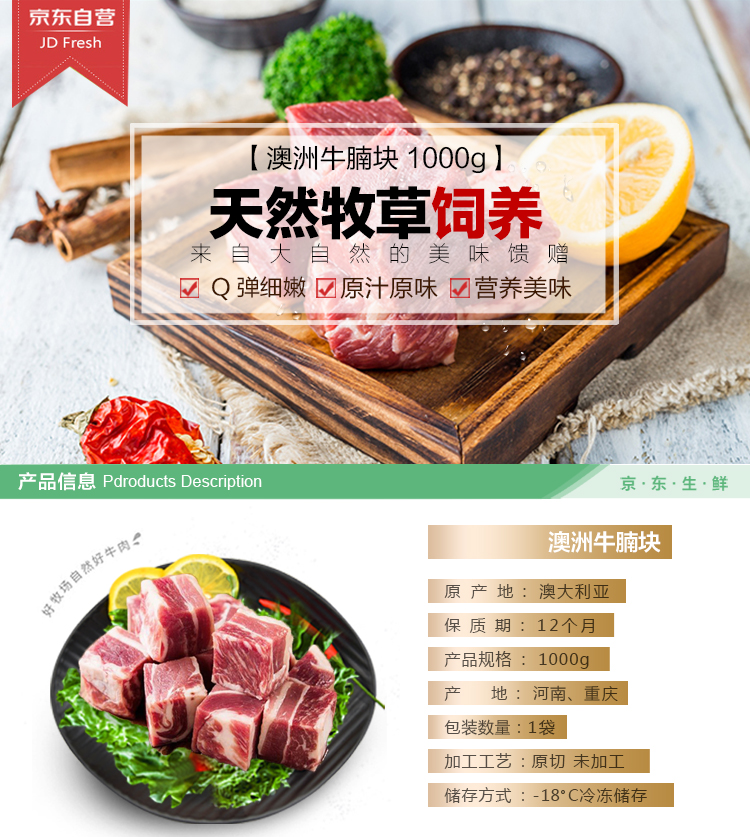 京东自营
JD Fresh
【澳洲牛腩块 1000g】
天然牧草饲养
来自大自然的美味馈赠
Q弹细嫩 原汁原味 营养美味
产品信息 Pdroducts Description
京·东·生·鲜
好牧场自然好牛肉
澳洲牛腩块
原产地：澳大利亚
保质期：12个月
产品规格：1000g
产地：河南、重庆
包装数量：1袋
加工工艺：原切 未加工
储存方式：-18°C冷冻储存